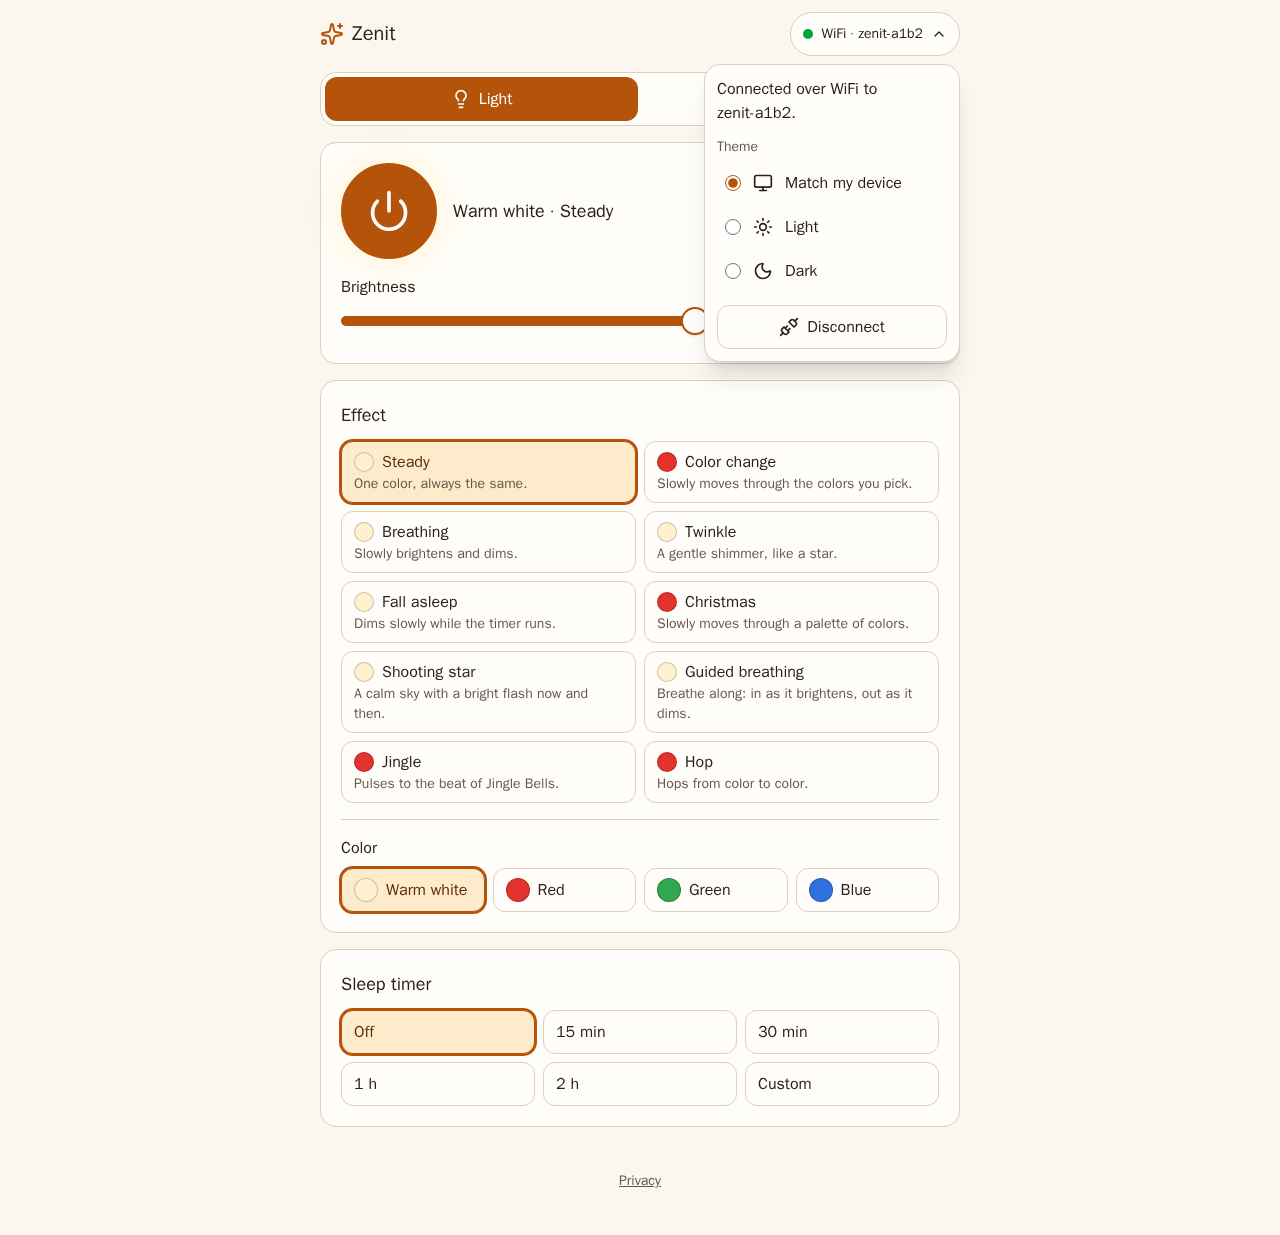 Zenit
WiFi · zenit-a1b2
Light
Connected over WiFi to
zenit-a1b2.
Theme
Match my device
Light
Dark
Disconnect
Warm white · Steady
Brightness
Effect
Steady
One color, always the same.
Color change
Slowly moves through the colors you pick.
Breathing
Slowly brightens and dims.
Twinkle
A gentle shimmer, like a star.
Fall asleep
Dims slowly while the timer runs.
Christmas
Slowly moves through a palette of colors.
Shooting star
A calm sky with a bright flash now and
then.
Guided breathing
Breathe along: in as it brightens, out as it
dims.
Jingle
Pulses to the beat of Jingle Bells.
Hop
Hops from color to color.
Color
Warm white
Red
Green
Blue
Sleep timer
Off
15 min
30 min
1 h
2 h
Custom
Privacy